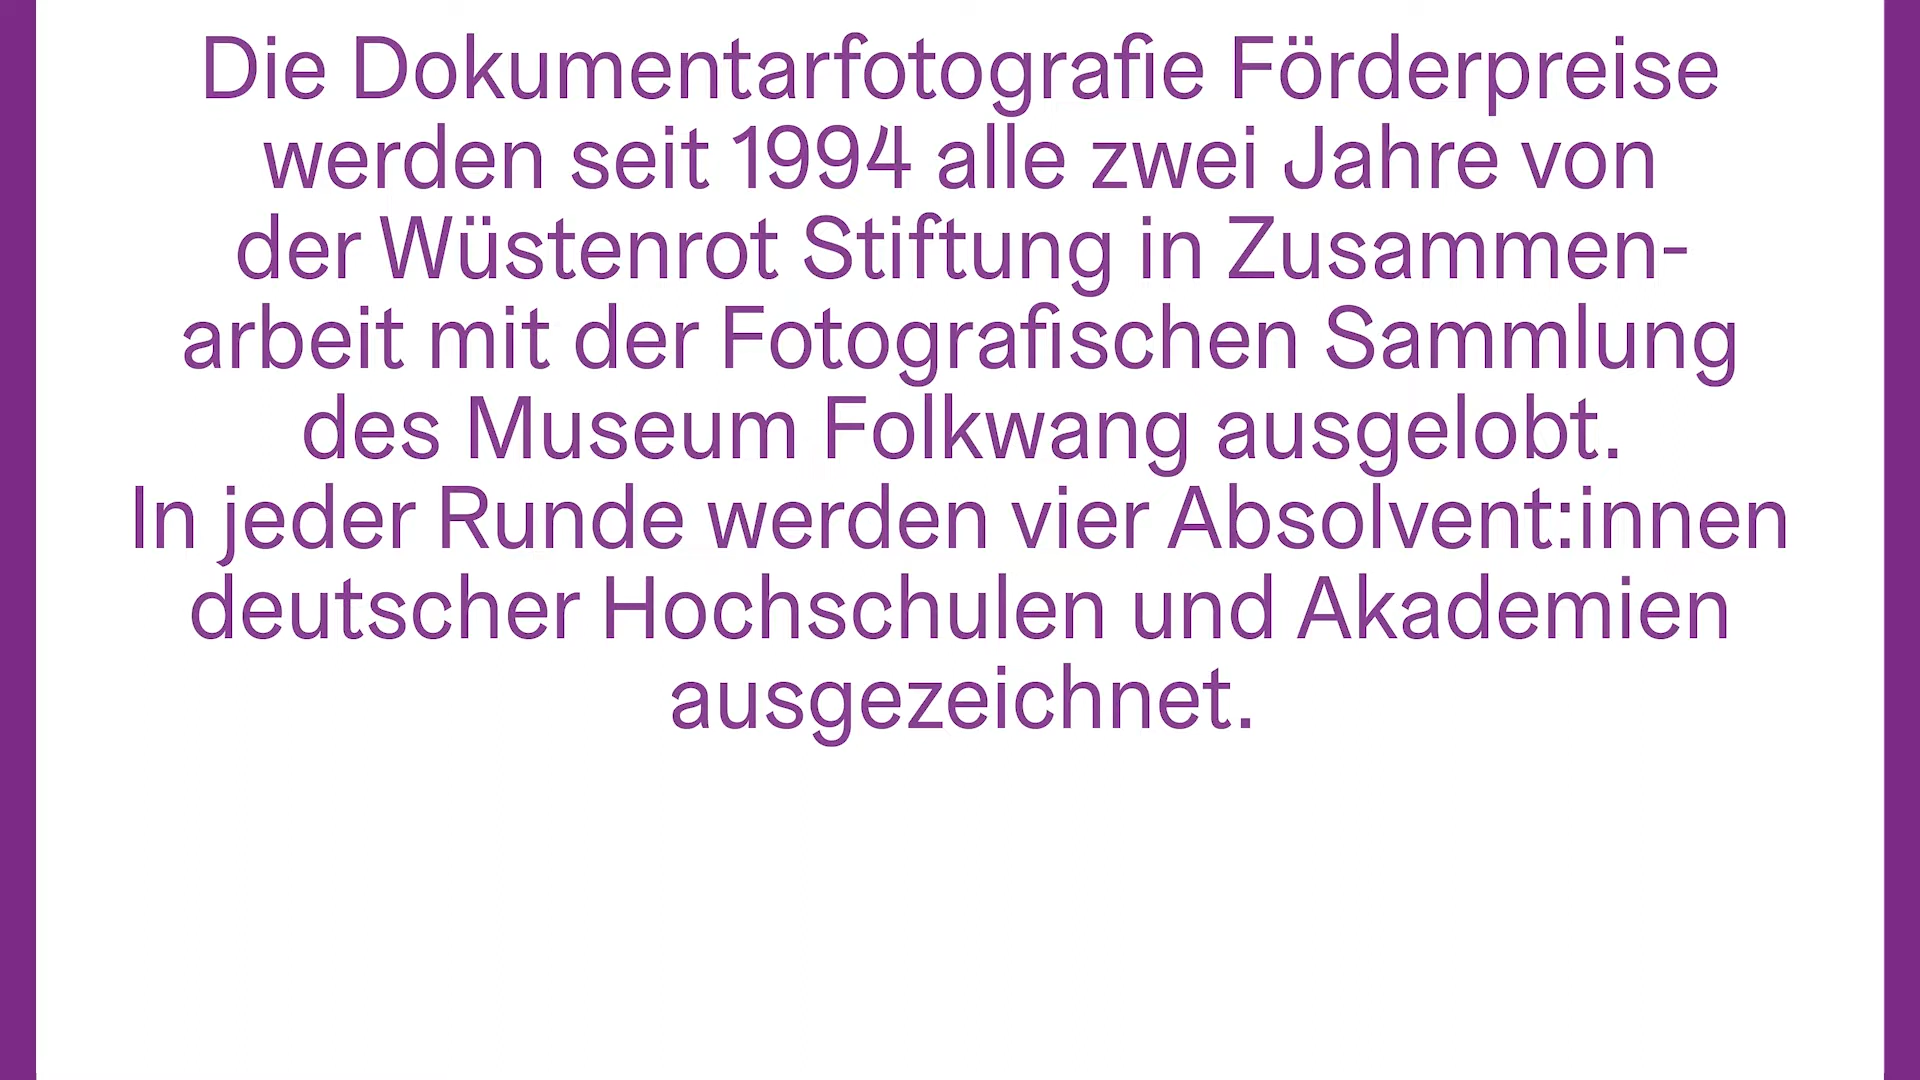 Die Dokumentarfotografie Förderpreise
werden seit 1994 alle zwei Jahre von
der Wüstenrot Stiftung in Zusammen-
arbeit mit der Fotografischen Sammlung
des Museum Folkwang ausgelobt.
In jeder Runde werden vier Absolvent:innen
deutscher Hochschulen und Akademien
ausgezeichnet.